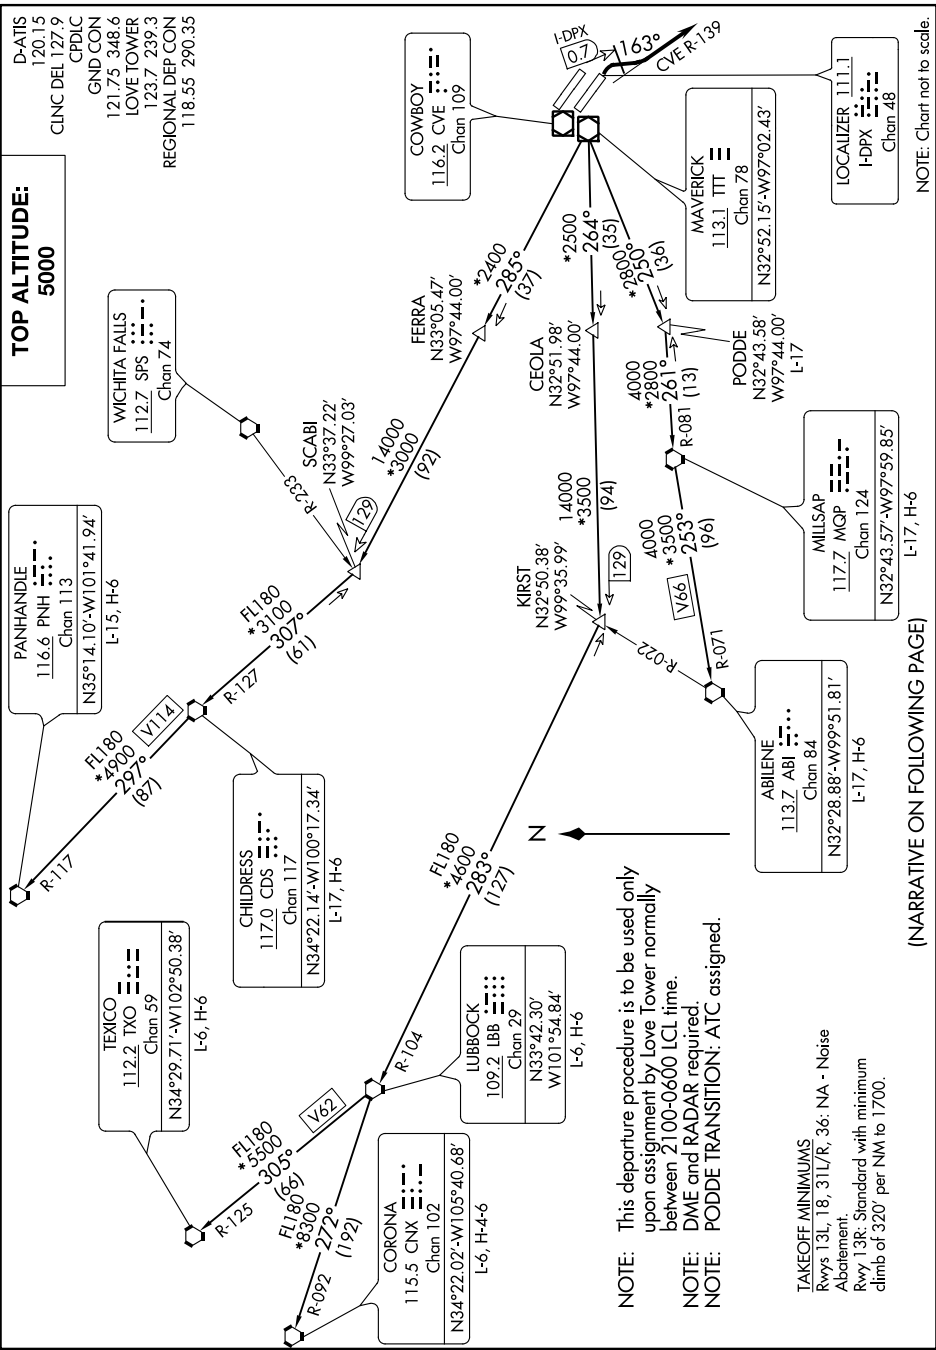 TOP ALTITUDE:
5000
D-ATIS
120.15
CLNC DEL 127.9
CPDLC
GND CON
121.75 348.6
LOVE TOWER
123.7 239.3
REGIONAL DEP CON
118.55 290.35
PANHANDLE
116.6 PNH
Chan 113
N35°14.10'-W101°41.94'
L-15, H-6
WICHITA FALLS
112.7 SPS
Chan 74
COWBOY
116.2 CVE
Chan 109
I-DPX
0.7
163°
CVE R-139
LOCALIZER 111.1
I-DPX
Chan 48
MAVERICK
113.1 TTT
Chan 78
N32°52.15'-W97°02.43'
*2400
285°
(37)
FERRA
N33°05.47'
W97°44.00'
*2500
264°
(35)
CEOLA
N32°51.98'
W97°44.00'
*2800
250°
(36)
PODDE
N32°43.58'
W97°44.00'
L-17
R-233
SCABI
N33°37.22'
W99°27.03'
129
14000
*3000
(92)
14000
*3500
(94)
4000
*2800
261°
(13)
R-081
MILLSAP
117.7 MQP
Chan 124
N32°43.57'-W97°59.85'
L-17, H-6
4000
*3500
253°
(96)
V66
R-071
KIRST
N32°50.38'
W99°35.99'
129
R-022
ABILENE
113.7 ABI
Chan 84
N32°28.88'-W99°51.81'
L-17, H-6
FL180
*3100
307°
(61)
R-127
FL180
*4900
297°
(87)
V114
R-117
CHILDRESS
117.0 CDS
Chan 117
N34°22.14'-W100°17.34'
L-17, H-6
FL180
*4600
283°
(127)
R-104
N
TEXICO
112.2 TXO
Chan 59
N34°29.71'-W102°50.38'
L-6, H-6
LUBBOCK
109.2 LBB
Chan 29
N33°42.30'
W101°54.84'
L-6, H-6
V62
FL180
*5500
305°
(66)
R-125
FL180
*8300
272°
(192)
R-092
CORONA
115.5 CNX
Chan 102
N34°22.02'-W105°40.68'
L-6, H-4-6
NOTE: This departure procedure is to be used only
upon assignment by Love Tower normally
between 2100-0600 LCL time.
NOTE: DME and RADAR required.
NOTE: PODDE TRANSITION: ATC assigned.
TAKEOFF MINIMUMS
Rwys 13L, 18, 31L/R, 36: NA - Noise
Abatement.
Rwy 13R: Standard with minimum
climb of 320' per NM to 1700.
(NARRATIVE ON FOLLOWING PAGE)
NOTE: Chart not to scale.